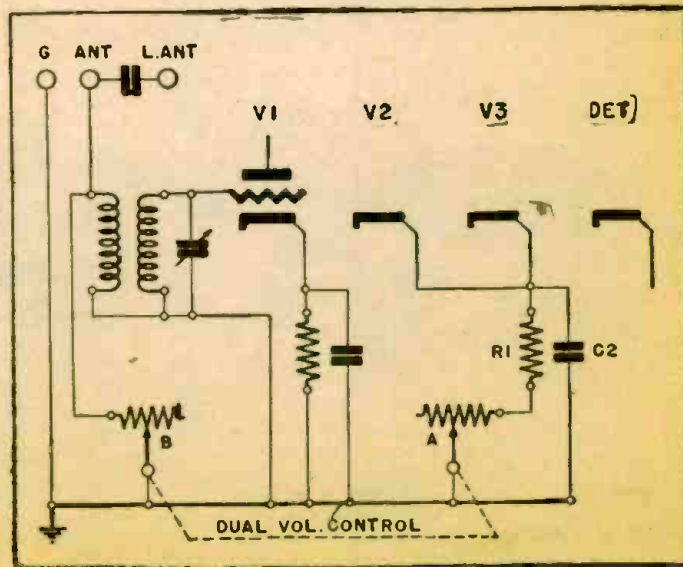 G ANT L.ANT
V1 V2 V3 DET
R1 C2
B A
DUAL VOL. CONTROL